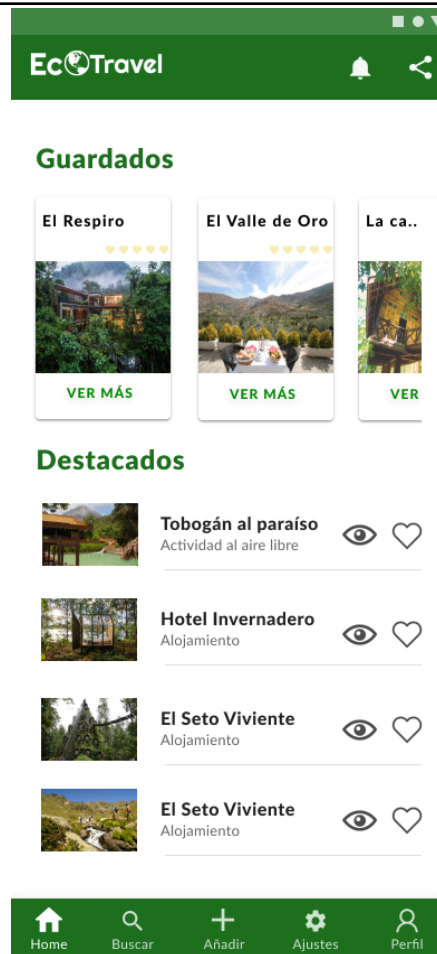 EcoTravel
Guardados
El Respiro
El Valle de Oro
La ca..
VER MÁS
VER MÁS
VER
Destacados
Tobogán al paraíso
Actividad al aire libre
Hotel Invernadero
Alojamiento
El Seto Viviente
Alojamiento
El Seto Viviente
Alojamiento
Home
Buscar
Añadir
Ajustes
Perfil